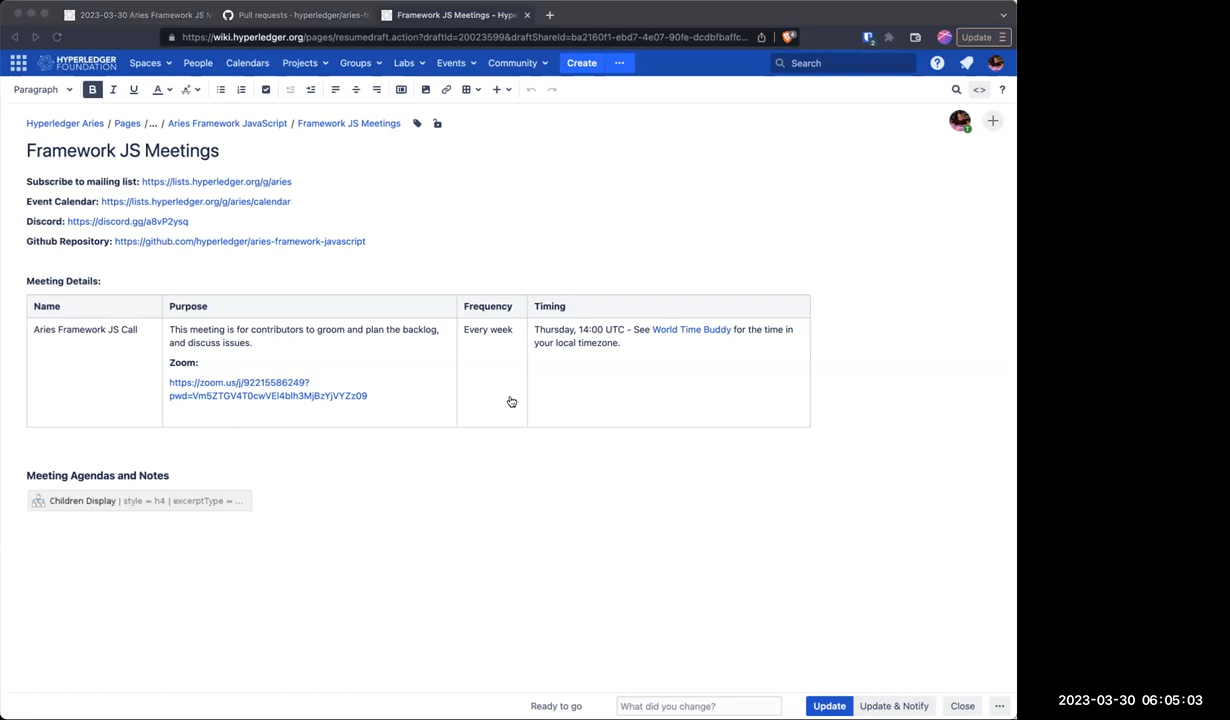 2023-03-30 Aries Framework JS M
Pull requests · hyperledger/aries-fr
Framework JS Meetings - Hype
https://wiki.hyperledger.org/pages/resumedraft.action?draftId=20023599&draftShareId=ba2160f1-ebd7-4e07-90fe-dcdbfbaffc...
Update
HYPERLEDGER FOUNDATION
Spaces
People
Calendars
Projects
Groups
Labs
Events
Community
Create
Search
Paragraph
B I U A
Hyperledger Aries / Pages /... / Aries Framework JavaScript / Framework JS Meetings
Framework JS Meetings
Subscribe to mailing list: https://lists.hyperledger.org/g/aries
Event Calendar: https://lists.hyperledger.org/g/aries/calendar
Discord: https://discord.gg/a8vP2ysq
Github Repository: https://github.com/hyperledger/aries-framework-javascript
Meeting Details:
Name Purpose Frequency Timing
Aries Framework JS Call
This meeting is for contributors to groom and plan the backlog,
and discuss issues.
Zoom:
https://zoom.us/j/92215586249?
pwd=Vm5ZTGV4T0cwVEl4blh3MjBzYjVYZz09
Every week
Thursday, 14:00 UTC - See World Time Buddy for the time in
your local timezone.
Meeting Agendas and Notes
Children Display | style = h4 | excerptType = ...
Ready to go
What did you change?
Update
Update & Notify
Close
2023-03-30 06:05:03